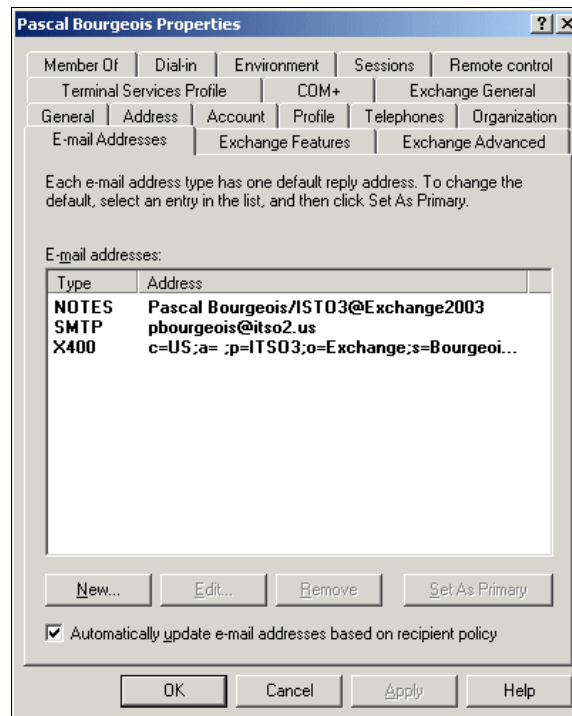 Pascal Bourgeois Properties
Member Of Dial-in Environment Sessions Remote control
Terminal Services Profile COM+ Exchange General
General Address Account Profile Telephones Organization
E-mail Addresses Exchange Features Exchange Advanced
Each e-mail address type has one default reply address. To change the
default, select an entry in the list, and then click Set As Primary.
E-mail addresses:
Type Address
NOTES Pascal Bourgeois/ISTO3@Exchange2003
SMTP pbourgeois@itso2.us
X400 c=US;a= ;p=ITSO3;o=Exchange;s=Bourgeoi...
New... Edit... Remove Set As Primary
Automatically update e-mail addresses based on recipient policy
OK Cancel Apply Help